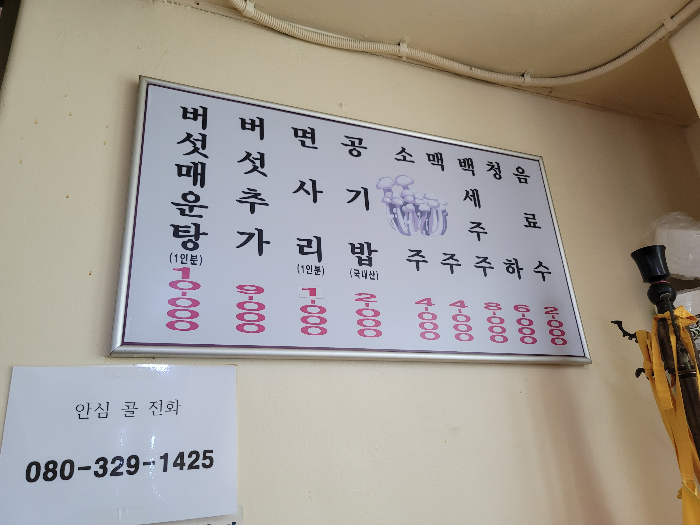 버섯매운탕
(1인분)
10,000
버섯추가
9,000
면사리
(1인분)
1,000
공기밥
(국내산)
2,000
소주
4,000
맥주
4,000
백세주
8,000
청하
6,000
음료수
2,000
안심 콜 전화
080-329-1425